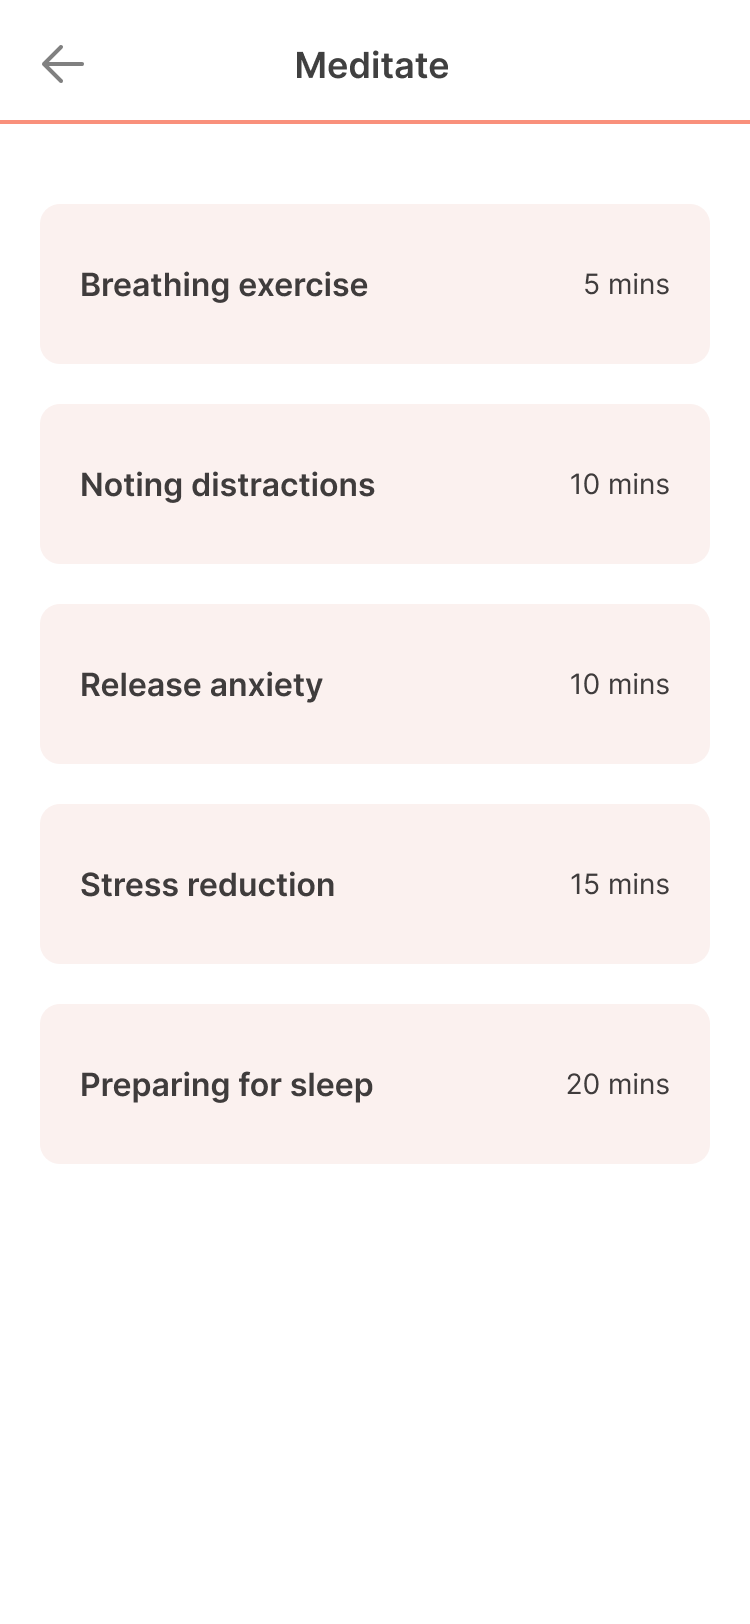 Meditate
Breathing exercise 5 mins
Noting distractions 10 mins
Release anxiety 10 mins
Stress reduction 15 mins
Preparing for sleep 20 mins